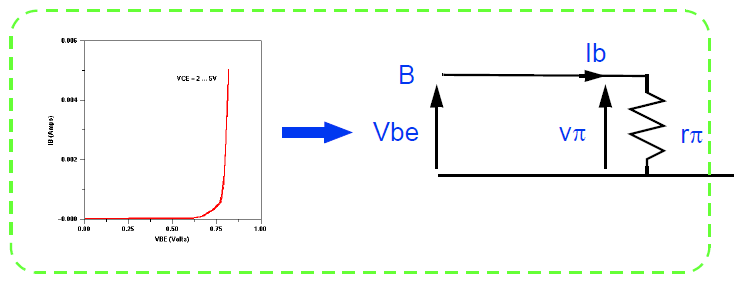 0.006
0.004
0.002
-0.000
IB (Amps)
VCE = 2 ... 5V
0.00 0.25 0.50 0.75 1.00
VBE (Volts)
Ib
B
Vbe
vπ
rπ